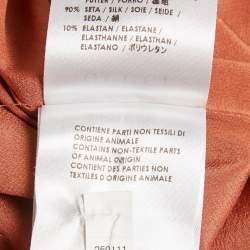 FUTTER / FORRO / 裏地
90% SETA / SILK / SOIE / SEIDE /
SEDA / 絹
10% ELASTAN / ELASTANE /
ELASTHANNE / ELASTHAN /
ELASTANO / ポリウレタン
CONTIENE PARTI NON TESSILI DI
ORIGINE ANIMALE
CONTAINS NON-TEXTILE PARTS
OF ANIMAL ORIGIN
CONTIENT DES PARTIES NON
TEXTILES D'ORIGINE ANIMALE